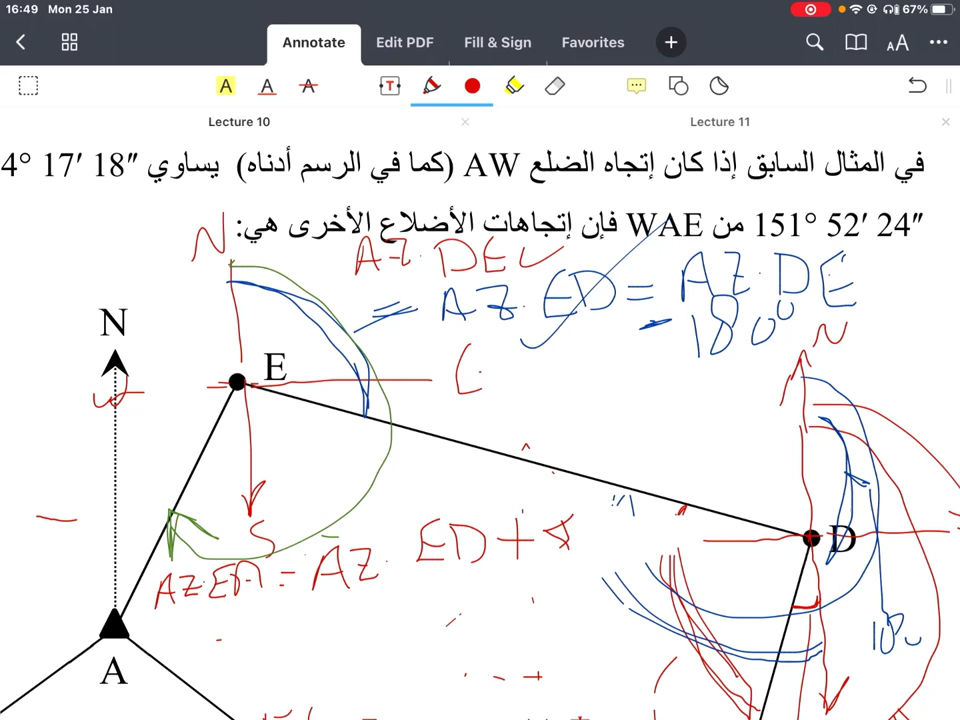 16:49 Mon 25 Jan 67%
Annotate Edit PDF Fill & Sign Favorites
Lecture 10 Lecture 11
في المثال السابق إذا كان إتجاه الضلع AW (كما في الرسم أدناه) يساوي 4° 17′ 18″
151° 52′ 24″ من WAE فإن إتجاهات الأضلاع الأخرى هي:
N
AZ. DE
= AZ. ED = AZ. DE
- 180°
N
N
E
E
D
S
AZ. EA = AZ. ED +
180
A